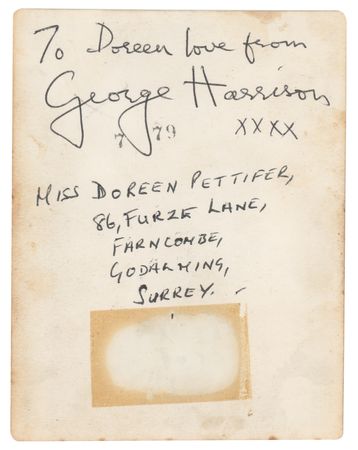 To Doreen love from
George Harrison
7 79 xxxx
MISS DOREEN PETTIFER,
86, FURZE LANE,
FARNCOMBE,
GODALMING,
SURREY.